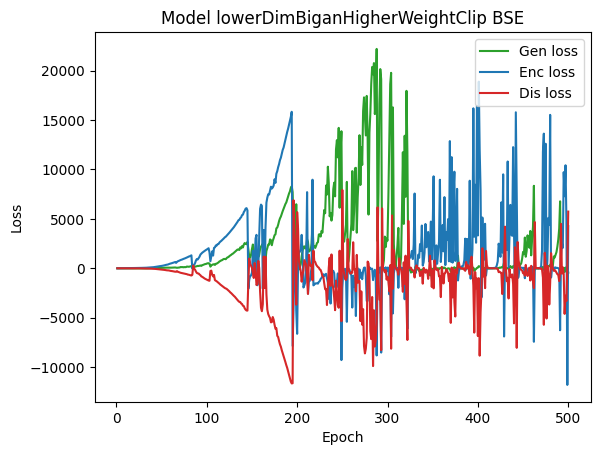 Model lowerDimBiganHigherWeightClip BSE
Loss
20000
15000
10000
5000
0
−5000
−10000
Gen loss
Enc loss
Dis loss
0 100 200 300 400 500
Epoch